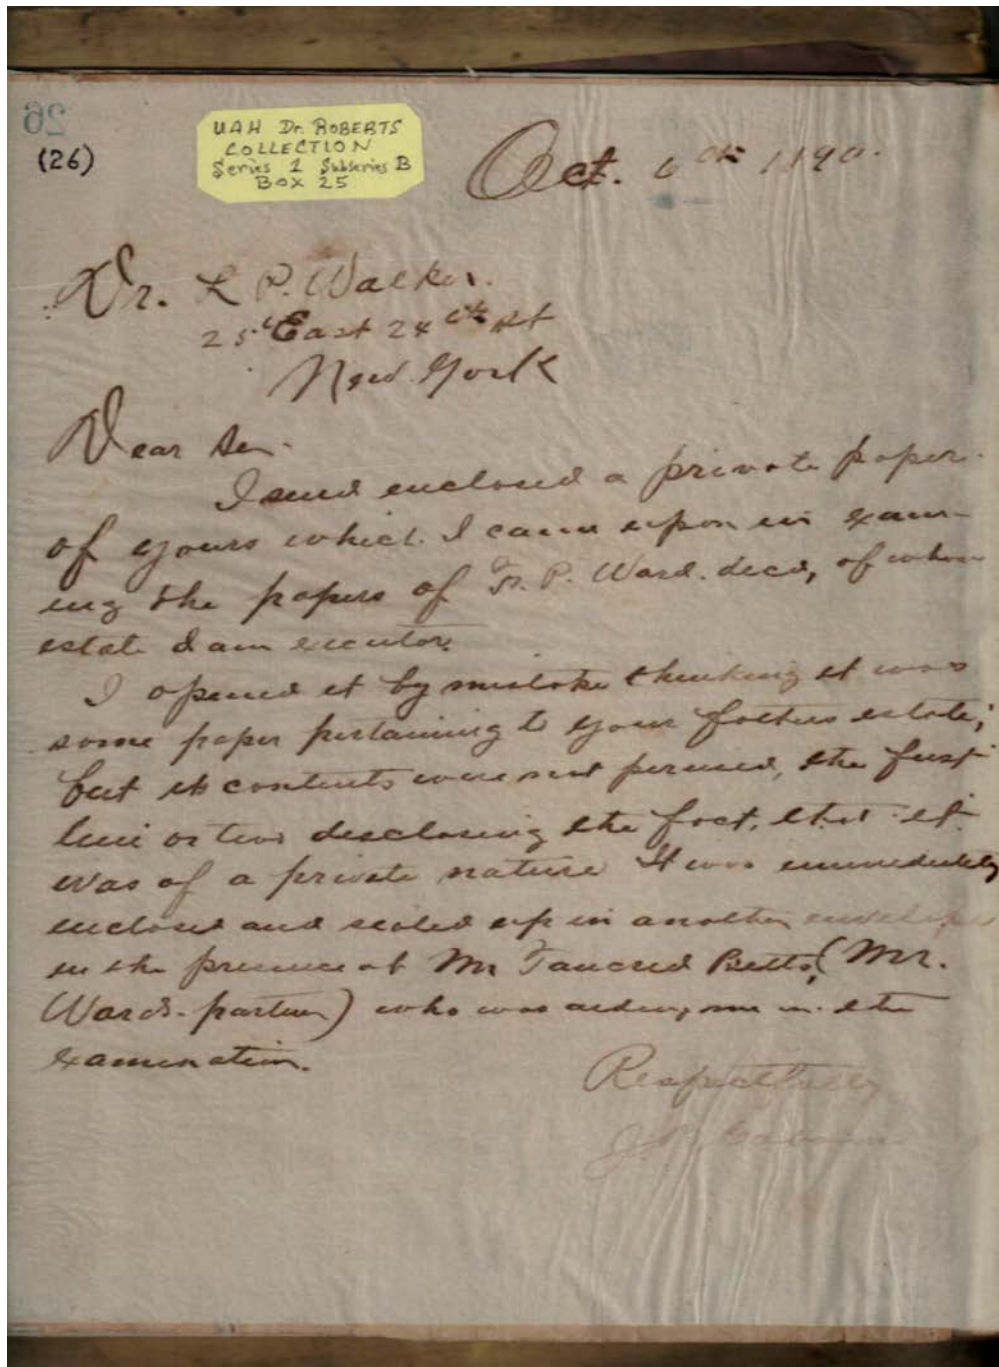 26
(26)
UAH Dr. ROBERTS
COLLECTION
Series 1 Subseries B
BOX 25
Oct. 6th 1890.
Dr. L P. Walker.
25 East 24th St
New York
Dear Sir.
I send enclosed a private paper
of yours which I came upon in exam-
ing the papers of P. Ward. decd, of whose
estate I am executor.
I opened it by mistake thinking it was
some paper pertaining to your fathers estate;
but its contents were not perused, the first
line or two disclosing the fact, that it
was of a private nature It was immediately
enclosed and sealed up in another envelope
in the presence of Mr Tancred Betts, (Mr.
Wards partner) who was aiding me in the
examination.
Respectfully